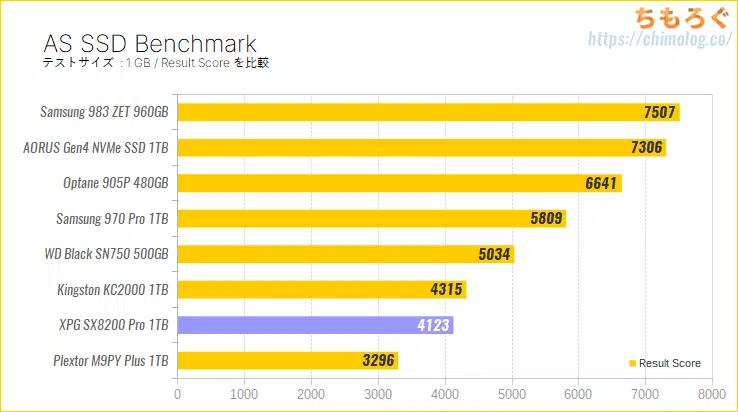 ちもろぐ
https://chimolog.co/
AS SSD Benchmark
テストサイズ : 1 GB / Result Score を比較
Samsung 983 ZET 960GB 7507
AORUS Gen4 NVMe SSD 1TB 7306
Optane 905P 480GB 6641
Samsung 970 Pro 1TB 5809
WD Black SN750 500GB 5034
Kingston KC2000 1TB 4315
XPG SX8200 Pro 1TB 4123
Plextor M9PY Plus 1TB 3296
Result Score
0 1000 2000 3000 4000 5000 6000 7000 8000